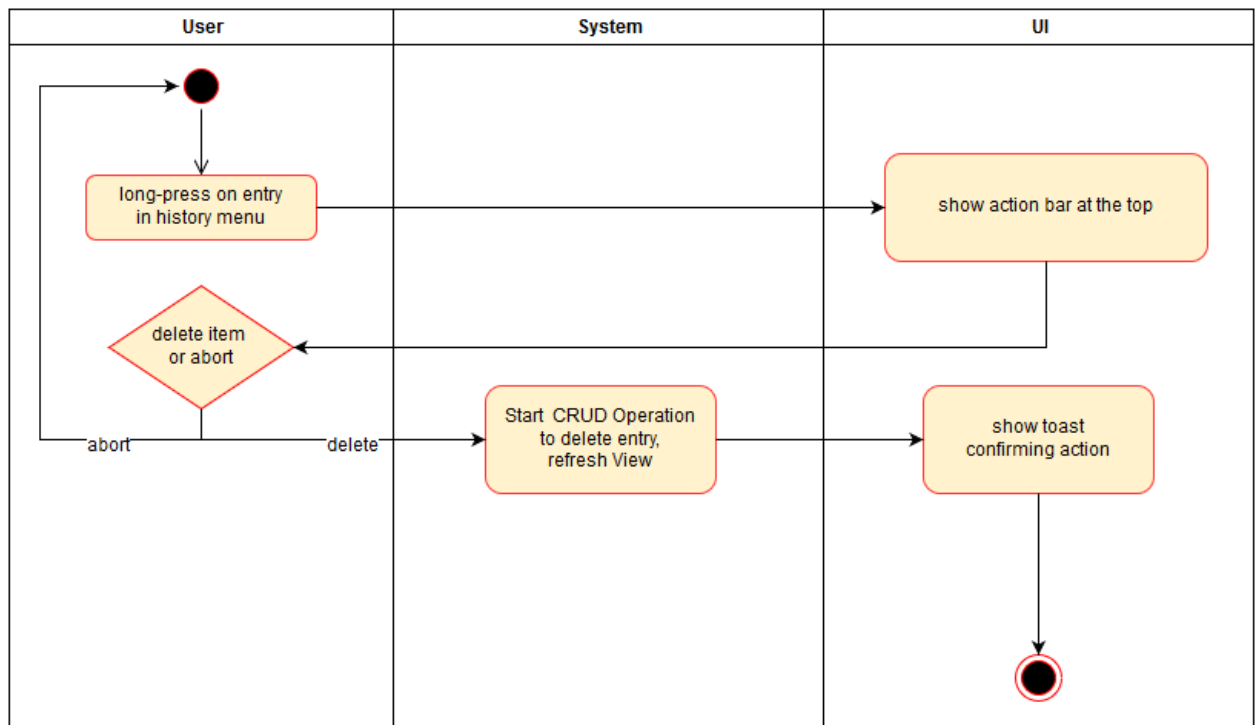 User
System
UI
long-press on entry
in history menu
show action bar at the top
delete item
or abort
abort
delete
Start CRUD Operation
to delete entry,
refresh View
show toast
confirming action